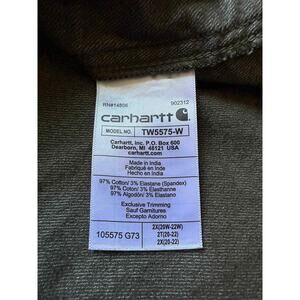 RN#14806 902312
carhartt
MODEL NO. TW5575-W
Carhartt, Inc. P.O. Box 600
Dearborn, MI 48121 USA
carhartt.com
Made in India
Fabriqué en Inde
Hecho en India
97% Cotton/ 3% Elastane (Spandex)
97% Coton/ 3% Elasthanne
97% Algodón/ 3% Elastano
Exclusive Trimming
Sauf Garnitures
Excepto Adorno
105575 G73
2X(20W-22W)
2T(20-22)
2X(20-22)